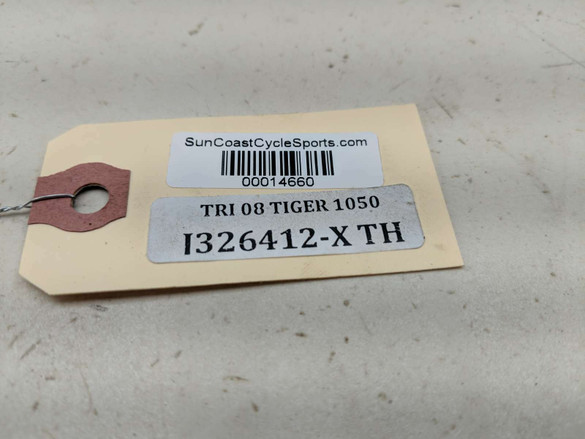 SunCoastCycleSports.com
00014660
TRI 08 TIGER 1050
I326412-X TH